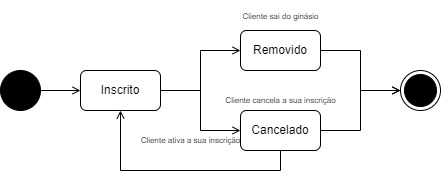 Cliente sai do ginásio
Removido
Inscrito
Cliente cancela a sua inscrição
Cancelado
Cliente ativa a sua inscrição